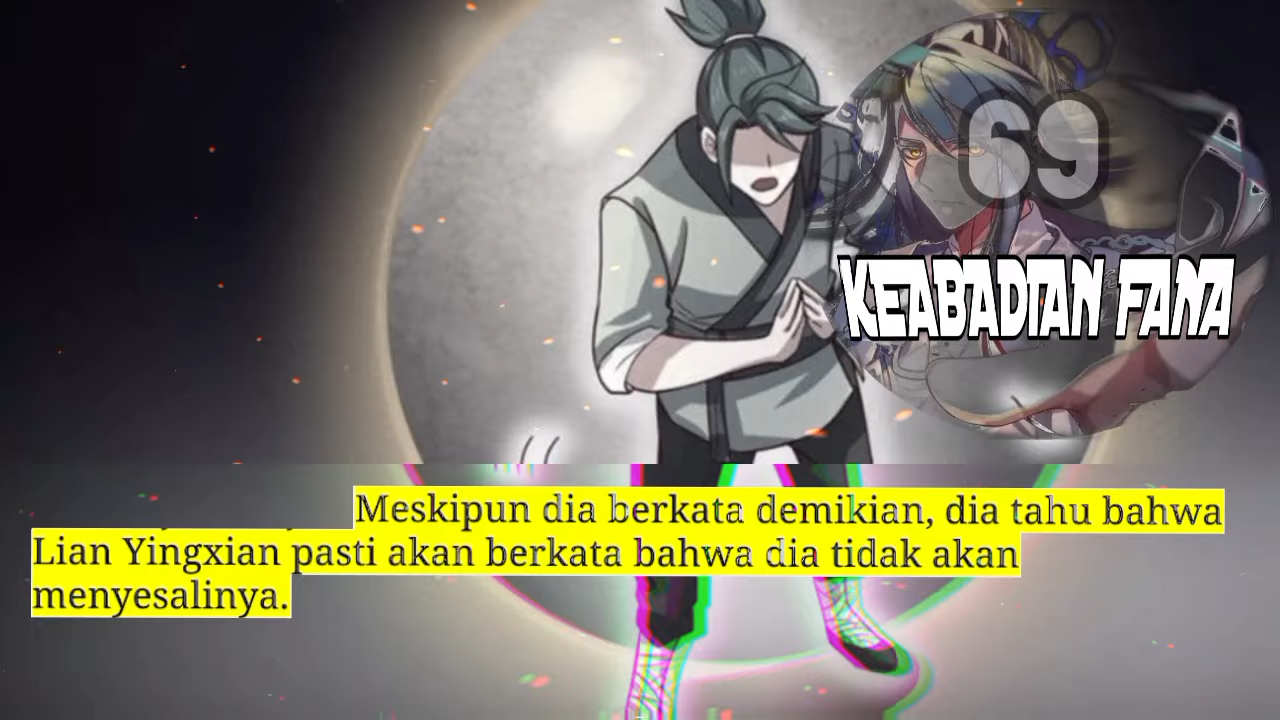 69
KEABADIAN FANA
Meskipun dia berkata demikian, dia tahu bahwa
Lian Yingxian pasti akan berkata bahwa dia tidak akan
menyesalinya.